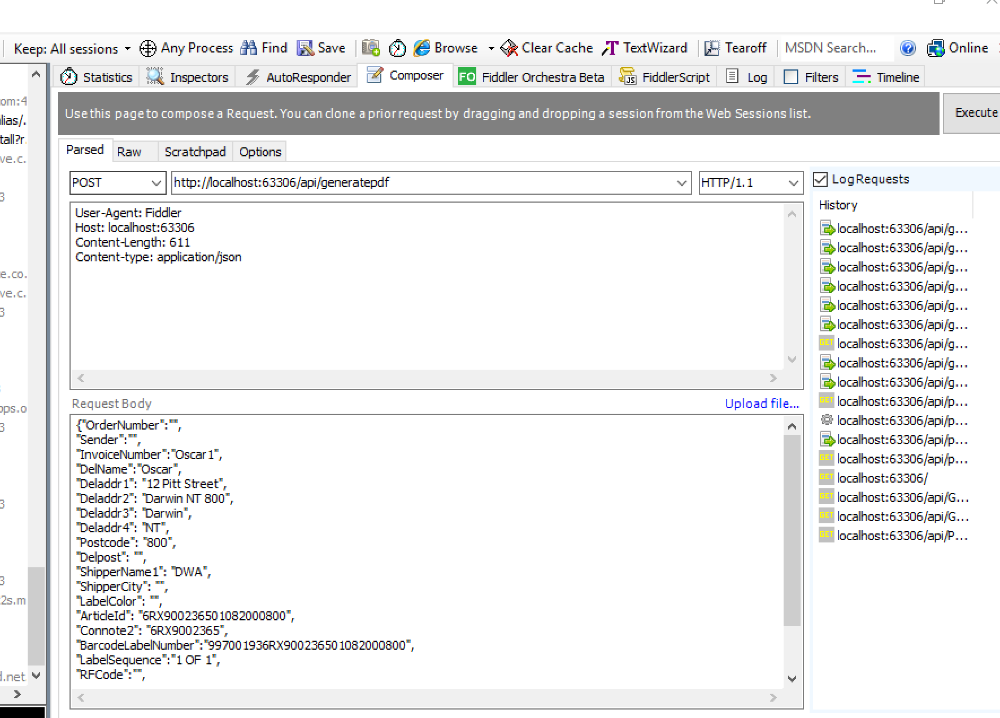 Keep: All sessions
Any Process
Find
Save
Browse
Clear Cache
TextWizard
Tearoff
MSDN Search...
Online
Statistics
Inspectors
AutoResponder
Composer
FO Fiddler Orchestra Beta
JS FiddlerScript
Log
Filters
Timeline
Use this page to compose a Request. You can clone a prior request by dragging and dropping a session from the Web Sessions list.
Execute
Parsed
Raw
Scratchpad
Options
POST
http://localhost:63306/api/generatepdf
HTTP/1.1
User-Agent: Fiddler
Host: localhost:63306
Content-Length: 611
Content-type: application/json
Request Body
Upload file...
{"OrderNumber":"",
"Sender":"",
"InvoiceNumber":"Oscar1",
"DelName":"Oscar",
"Deladdr1": "12 Pitt Street",
"Deladdr2": "Darwin NT 800",
"Deladdr3": "Darwin",
"Deladdr4": "NT",
"Postcode": "800",
"Delpost": "",
"ShipperName1": "DWA",
"ShipperCity": "",
"LabelColor": "",
"ArticleId": "6RX900236501082000800",
"Connote2": "6RX9002365",
"BarcodeLabelNumber":"997001936RX900236501082000800",
"LabelSequence":"1 OF 1",
"RFCode":"",
Log Requests
History
localhost:63306/api/g...
localhost:63306/api/g...
localhost:63306/api/g...
localhost:63306/api/g...
localhost:63306/api/g...
localhost:63306/api/g...
GET localhost:63306/api/g...
localhost:63306/api/g...
localhost:63306/api/g...
GET localhost:63306/api/p...
localhost:63306/api/p...
localhost:63306/api/p...
GET localhost:63306/api/p...
GET localhost:63306/
GET localhost:63306/api/G...
GET localhost:63306/api/G...
GET localhost:63306/api/P...
om:4
lias/.
tall?r.
ve.c.
3
e.co.
ve.c.
3
pps.o
3
3
3
2s.m
d.net